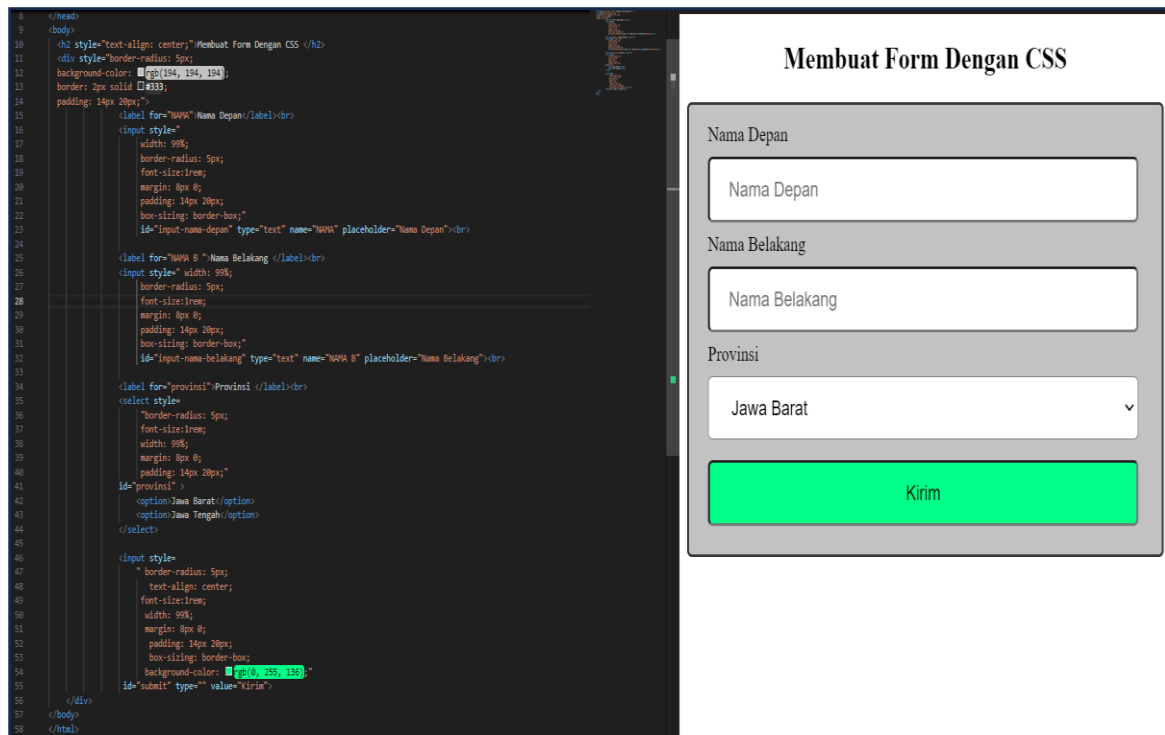 8 </head>
9 <body>
10 <h2 style="text-align: center;">Membuat Form Dengan CSS </h2>
11 <div style="border-radius: 5px;
12 background-color: rgb(194, 194, 194);
13 border: 2px solid #333;
14 padding: 14px 20px;">
15 <label for="NAMA">Nama Depan</label><br>
16 <input style="
17 width: 99%;
18 border-radius: 5px;
19 font-size:1rem;
20 margin: 8px 0;
21 padding: 14px 20px;
22 box-sizing: border-box;"
23 id="input-nama-depan" type="text" name="NAMA" placeholder="Nama Depan"><br>
24
25 <label for="NAMA B ">Nama Belakang </label><br>
26 <input style=" width: 99%;
27 border-radius: 5px;
28 font-size:1rem;
29 margin: 8px 0;
30 padding: 14px 20px;
31 box-sizing: border-box;"
32 id="input-nama-belakang" type="text" name="NAMA B" placeholder="Nama Belakang"><br>
33
34 <label for="provinsi">Provinsi </label><br>
35 <select style=
36 "border-radius: 5px;
37 font-size:1rem;
38 width: 99%;
39 margin: 8px 0;
40 padding: 14px 20px;"
41 id="provinsi" >
42 <option>Jawa Barat</option>
43 <option>Jawa Tengah</option>
44 </select>
45
46 <input style=
47 " border-radius: 5px;
48 text-align: center;
49 font-size:1rem;
50 width: 99%;
51 margin: 8px 0;
52 padding: 14px 20px;
53 box-sizing: border-box;
54 background-color: rgb(0, 255, 136);"
55 id="submit" type="" value="Kirim">
56 </div>
57 </body>
58 </html>
Membuat Form Dengan CSS
Nama Depan
Nama Depan
Nama Belakang
Nama Belakang
Provinsi
Jawa Barat
Kirim